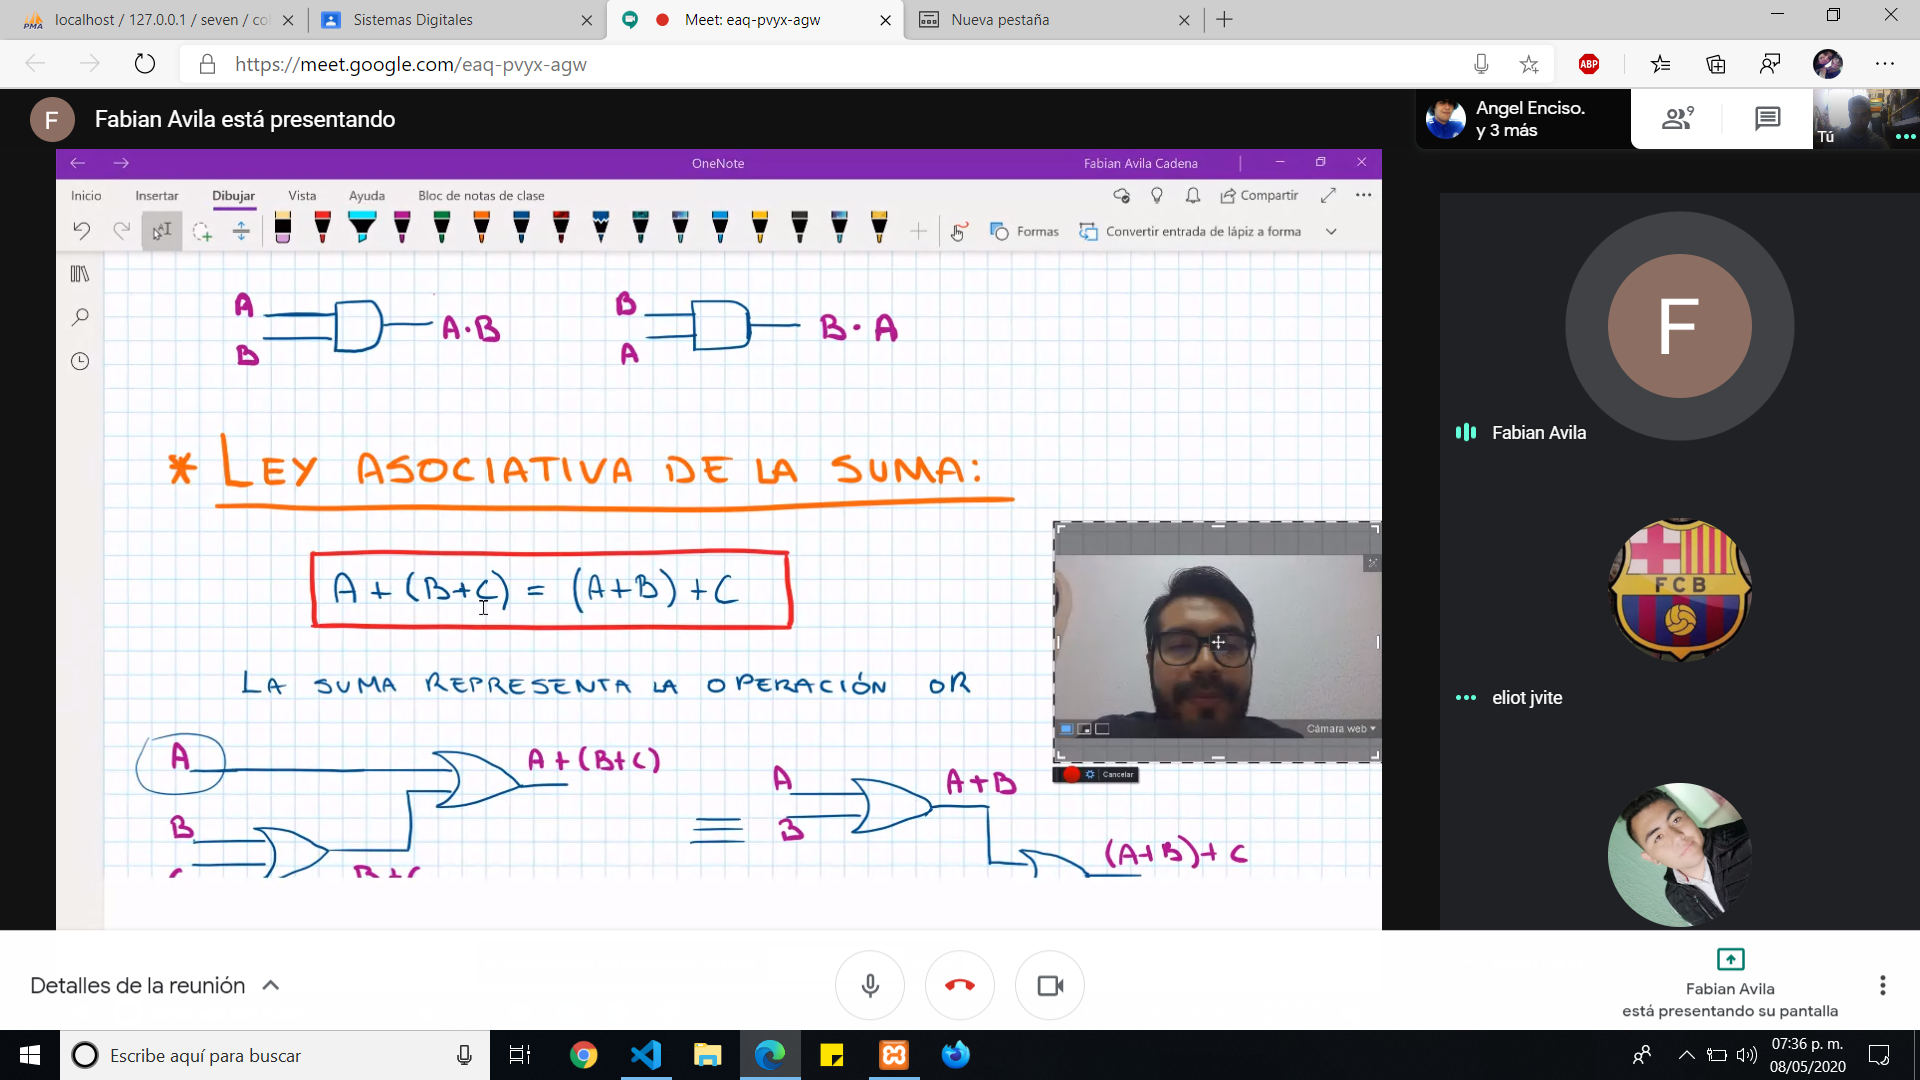 localhost / 127.0.0.1 / seven / co
Sistemas Digitales
Meet: eaq-pvyx-agw
Nueva pestaña
https://meet.google.com/eaq-pvyx-agw
ABP
F
Fabian Avila está presentando
Angel Enciso.
y 3 más
9
Tú
OneNote
Fabian Avila Cadena
Inicio
Insertar
Dibujar
Vista
Ayuda
Bloc de notas de clase
Compartir
Formas
Convertir entrada de lápiz a forma
A
B
A·B
B
A
B·A
* LEY ASOCIATIVA DE LA SUMA:
A + (B+C) = (A+B) + C
LA SUMA REPRESENTA LA OPERACIÓN OR
A
A + (B+C)
B
C
B+C
A
B
A+B
(A+B)+C
Cámara web
Cancelar
F
Fabian Avila
FCB
eliot jvite
Detalles de la reunión
Fabian Avila
está presentando su pantalla
Escribe aquí para buscar
07:36 p. m.
08/05/2020